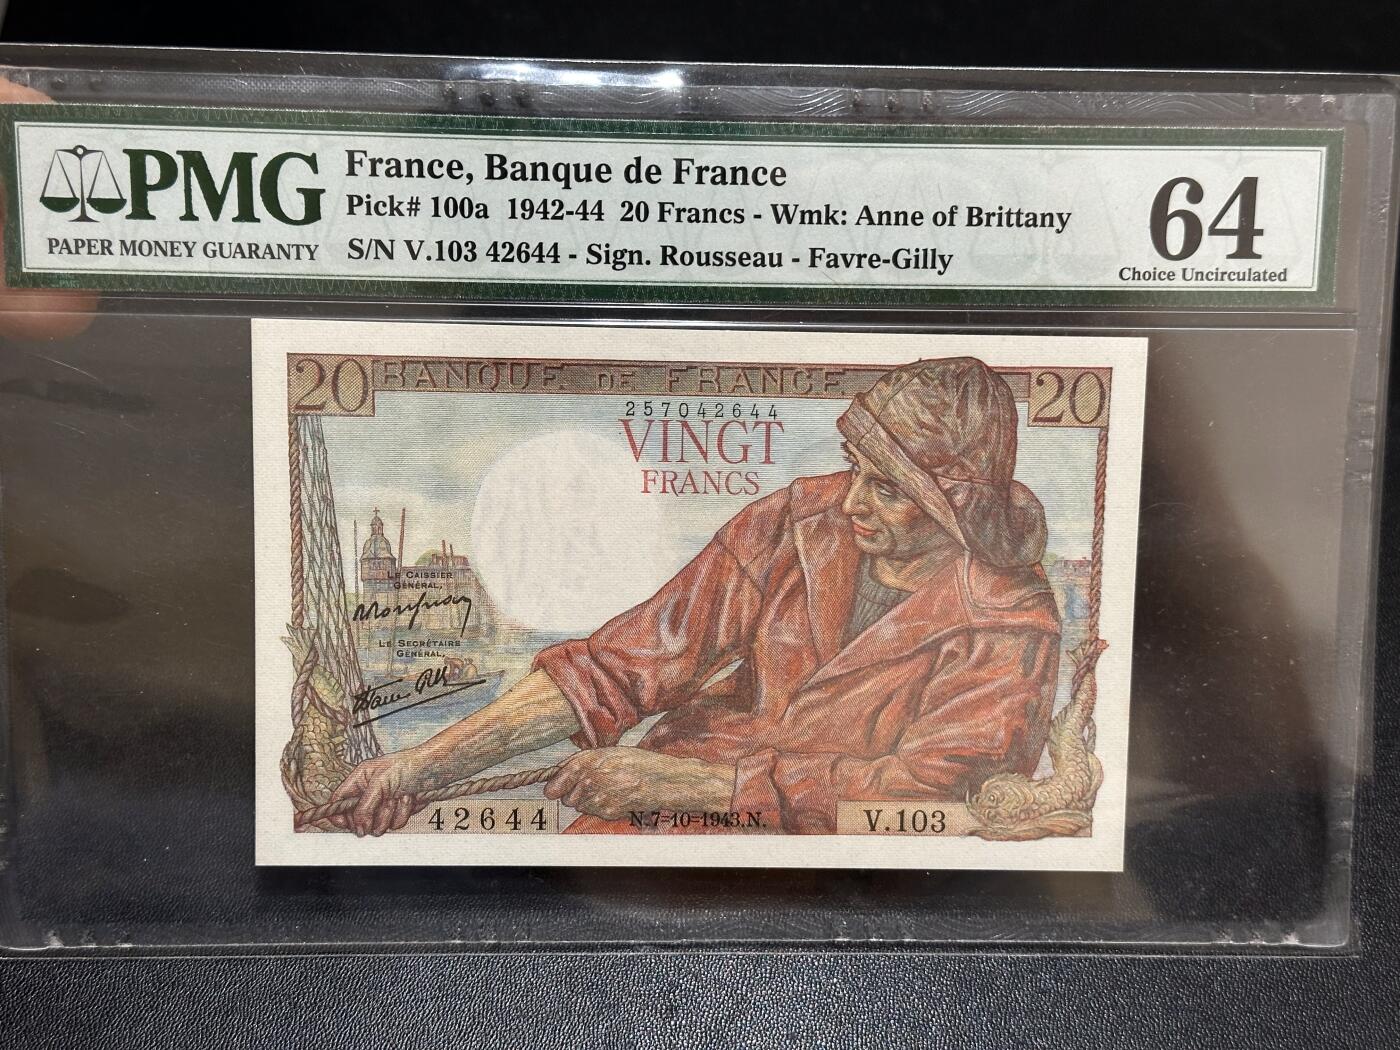 PMG
PAPER MONEY GUARANTY
France, Banque de France
Pick# 100a 1942-44 20 Francs - Wmk: Anne of Brittany
S/N V.103 42644 - Sign. Rousseau - Favre-Gilly
64
Choice Uncirculated
20 BANQUE DE FRANCE 20
257042644
VINGT
FRANCS
LE CAISSIER
GÉNÉRAL,
LE SECRÉTAIRE
GÉNÉRAL,
42644 N.7=10=1943.N. V.103